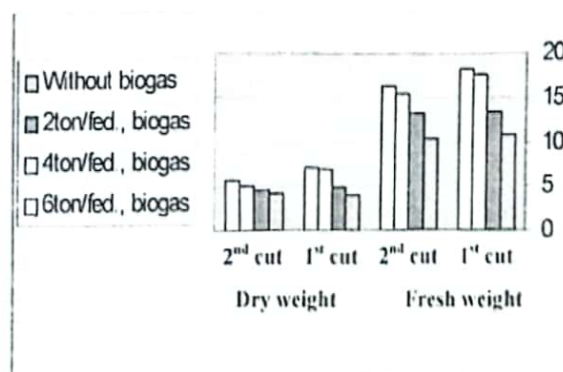 Without biogas
2ton/fed., biogas
4ton/fed., biogas
6ton/fed., biogas
20
15
10
5
0
2nd cut 1st cut 2nd cut 1st cut
Dry weight Fresh weight